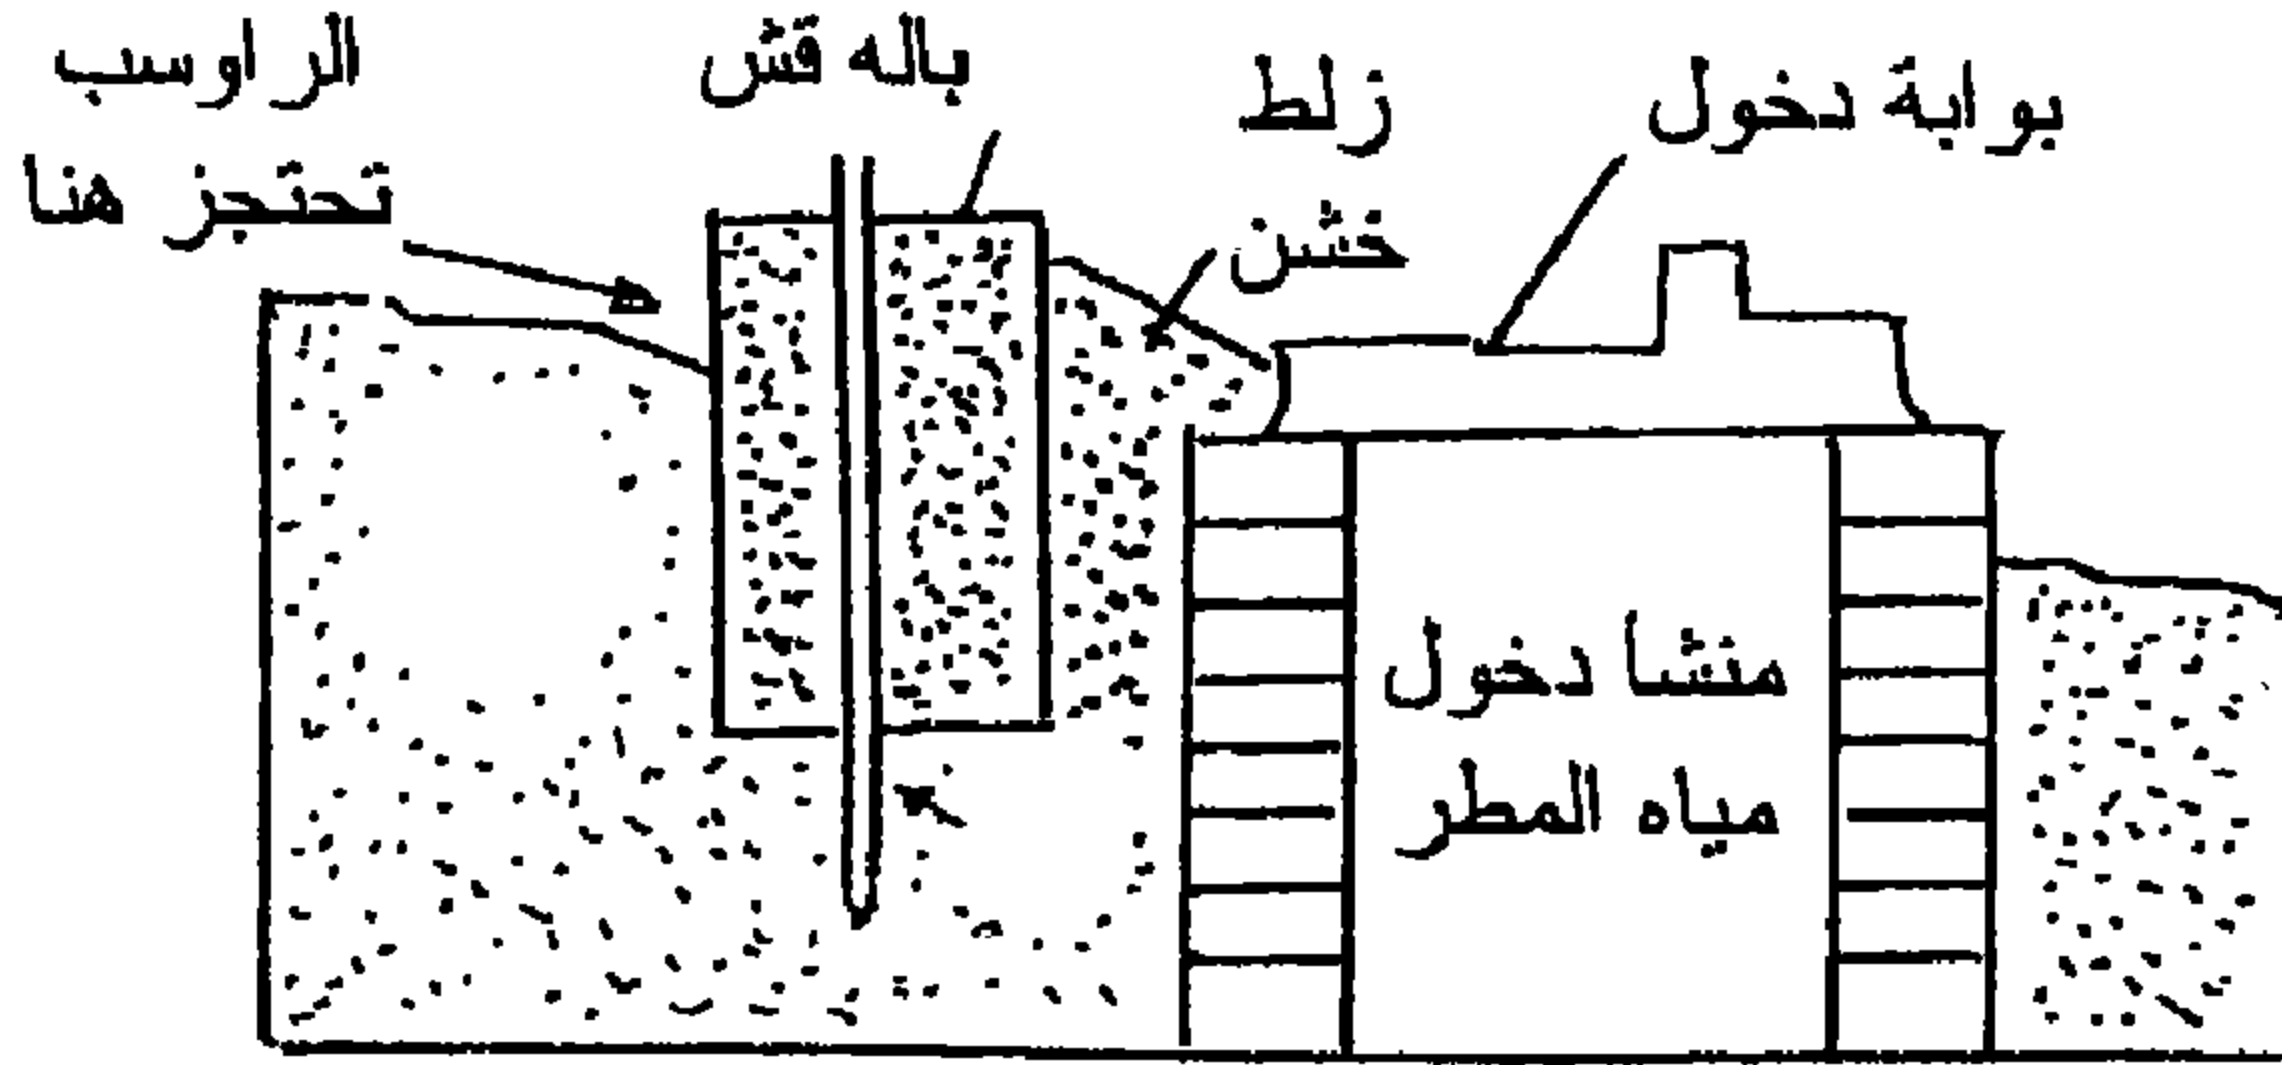 بوابة دخول
زلط
خشن
باله قش
الراوسب
تحتجز هنا
منشا دخول
مياه المطر